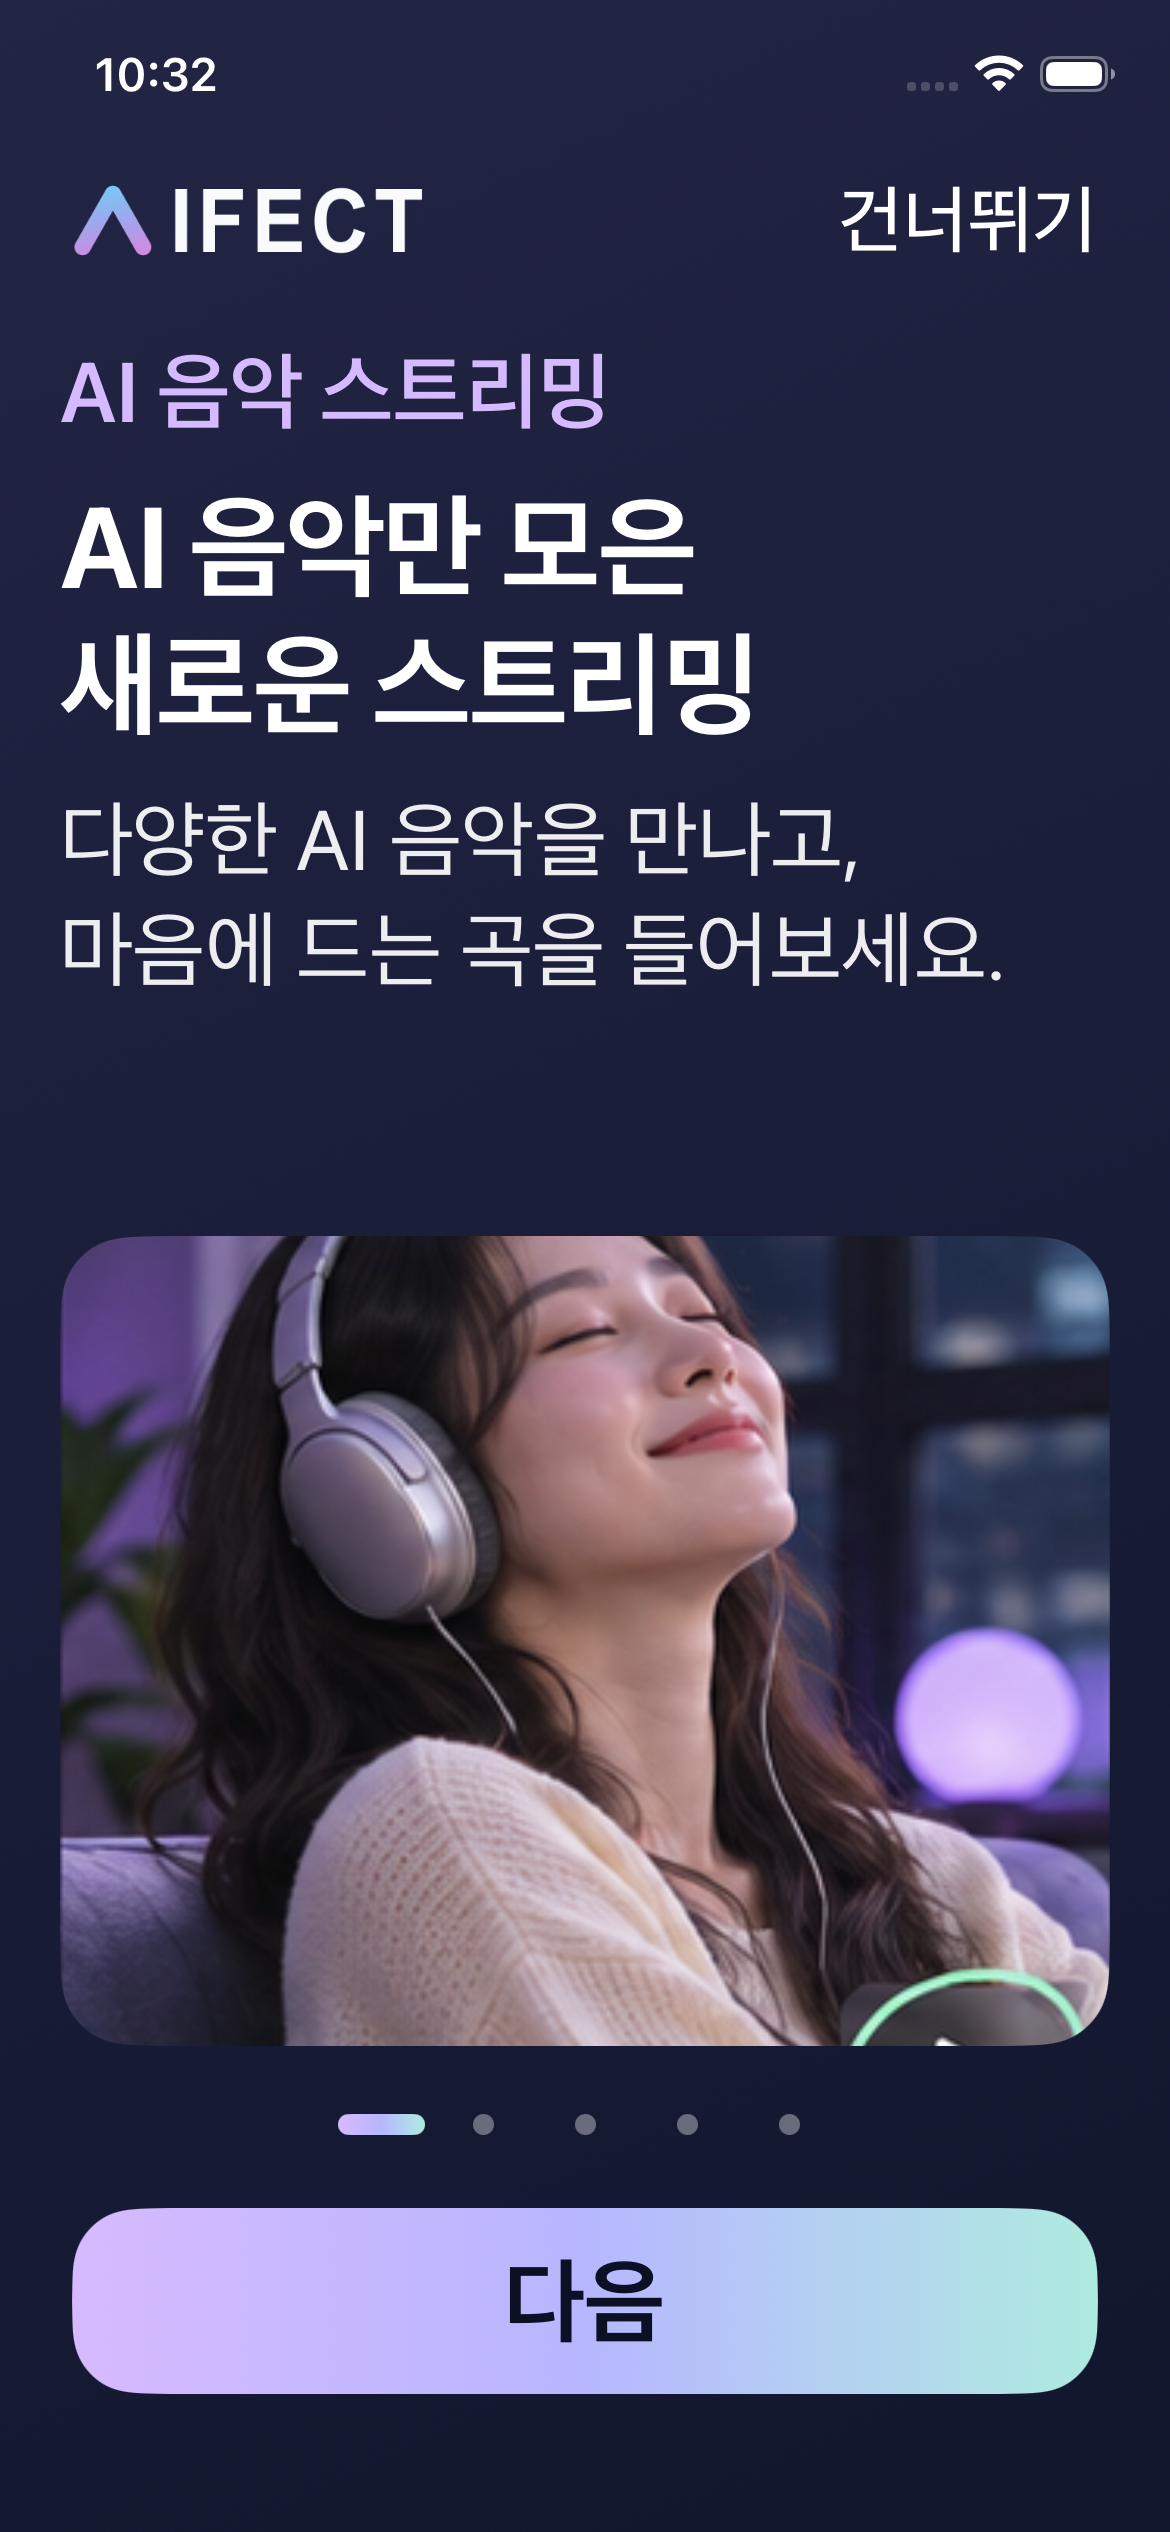 10:32
IFECT
건너뛰기
AI 음악 스트리밍
AI 음악만 모은
새로운 스트리밍
다양한 AI 음악을 만나고,
마음에 드는 곡을 들어보세요.
다음